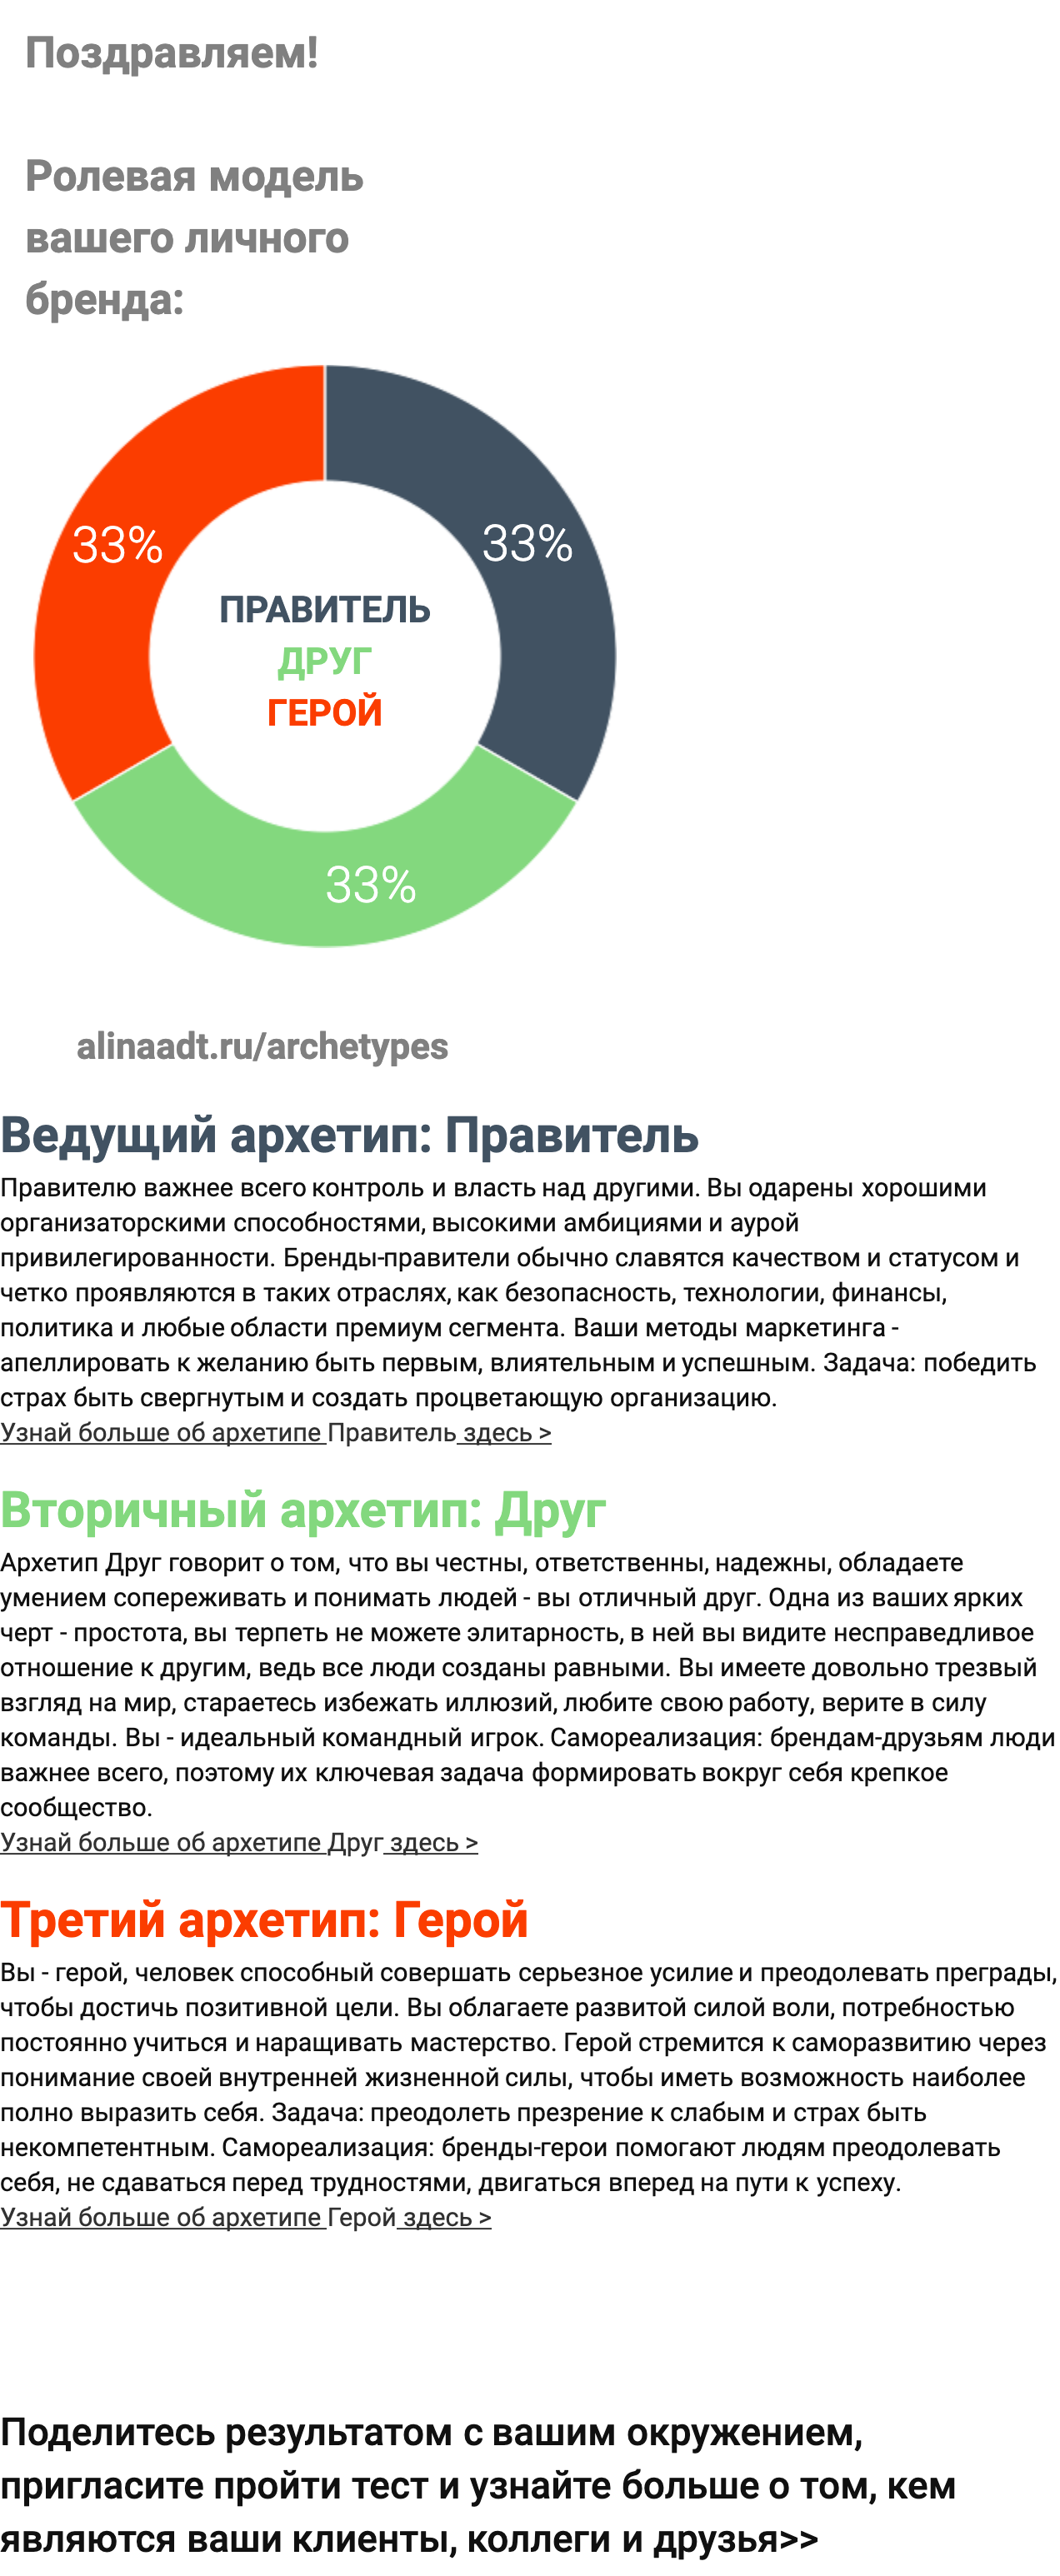 Поздравляем!
Ролевая модель
вашего личного
бренда:
33%
33%
ПРАВИТЕЛЬ
ДРУГ
ГЕРОЙ
33%
alinaadt.ru/archetypes
Ведущий архетип: Правитель
Правителю важнее всего контроль и власть над другими. Вы одарены хорошими
организаторскими способностями, высокими амбициями и аурой
привилегированности. Бренды-правители обычно славятся качеством и статусом и
четко проявляются в таких отраслях, как безопасность, технологии, финансы,
политика и любые области премиум сегмента. Ваши методы маркетинга -
апеллировать к желанию быть первым, влиятельным и успешным. Задача: победить
страх быть свергнутым и создать процветающую организацию.
Узнай больше об архетипе Правитель здесь >
Вторичный архетип: Друг
Архетип Друг говорит о том, что вы честны, ответственны, надежны, обладаете
умением сопереживать и понимать людей - вы отличный друг. Одна из ваших ярких
черт - простота, вы терпеть не можете элитарность, в ней вы видите несправедливое
отношение к другим, ведь все люди созданы равными. Вы имеете довольно трезвый
взгляд на мир, стараетесь избежать иллюзий, любите свою работу, верите в силу
команды. Вы - идеальный командный игрок. Самореализация: брендам-друзьям люди
важнее всего, поэтому их ключевая задача формировать вокруг себя крепкое
сообщество.
Узнай больше об архетипе Друг здесь >
Третий архетип: Герой
Вы - герой, человек способный совершать серьезное усилие и преодолевать преграды,
чтобы достичь позитивной цели. Вы облагаете развитой силой воли, потребностью
постоянно учиться и наращивать мастерство. Герой стремится к саморазвитию через
понимание своей внутренней жизненной силы, чтобы иметь возможность наиболее
полно выразить себя. Задача: преодолеть презрение к слабым и страх быть
некомпетентным. Самореализация: бренды-герои помогают людям преодолевать
себя, не сдаваться перед трудностями, двигаться вперед на пути к успеху.
Узнай больше об архетипе Герой здесь >
Поделитесь результатом с вашим окружением,
пригласите пройти тест и узнайте больше о том, кем
являются ваши клиенты, коллеги и друзья>>